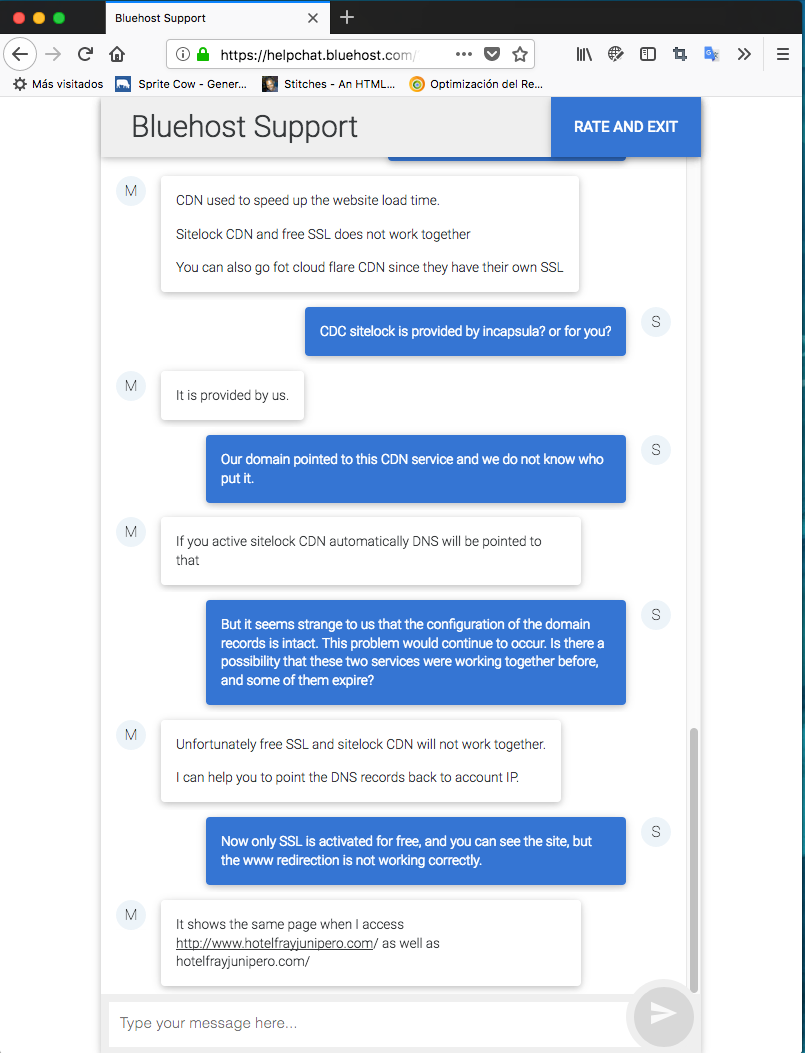 Bluehost Support
https://helpchat.bluehost.com/
Más visitados
Sprite Cow - Gener...
Stitches - An HTML...
Optimización del Re...
Bluehost Support
RATE AND EXIT
M
CDN used to speed up the website load time.
Sitelock CDN and free SSL does not work together
You can also go fot cloud flare CDN since they have their own SSL
CDC sitelock is provided by incapsula? or for you?
S
M
It is provided by us.
Our domain pointed to this CDN service and we do not know who
put it.
S
M
If you active sitelock CDN automatically DNS will be pointed to
that
But it seems strange to us that the configuration of the domain
records is intact. This problem would continue to occur. Is there a
possibility that these two services were working together before,
and some of them expire?
S
M
Unfortunately free SSL and sitelock CDN will not work together.
I can help you to point the DNS records back to account IP.
Now only SSL is activated for free, and you can see the site, but
the www redirection is not working correctly.
S
M
It shows the same page when I access
http://www.hotelfrayjunipero.com/ as well as
hotelfrayjunipero.com/
Type your message here...